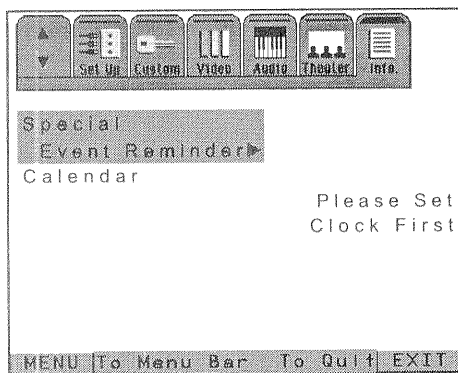 Set Up Custom Video Audio Theater Info.
Special
Event Reminder
Calendar
Please Set
Clock First
MENU To Menu Bar To Quit EXIT